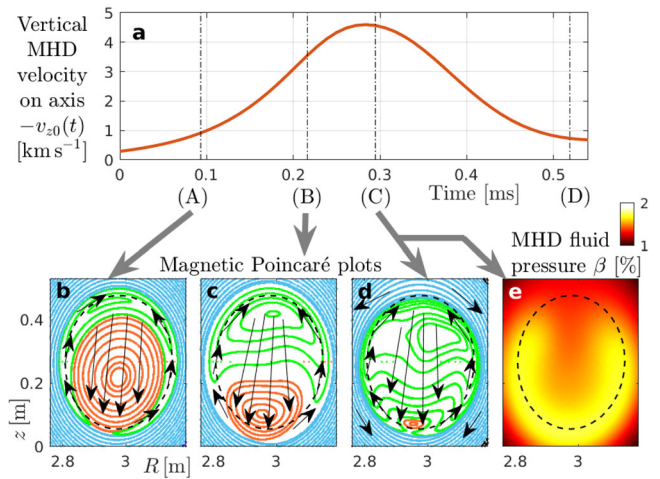 Vertical
MHD
velocity
on axis
−v_{z0}(t)
[km s⁻¹]
a
5
4
3
2
1
0
0 0.1 0.2 0.3 0.4 0.5
Time [ms]
(A) (B) (C) (D)
Magnetic Poincaré plots
MHD fluid
pressure β [%]
2
1
b c d e
z [m]
0.4
0.2
0
2.8 3 2.8 3 2.8 3 2.8 3
R [m]